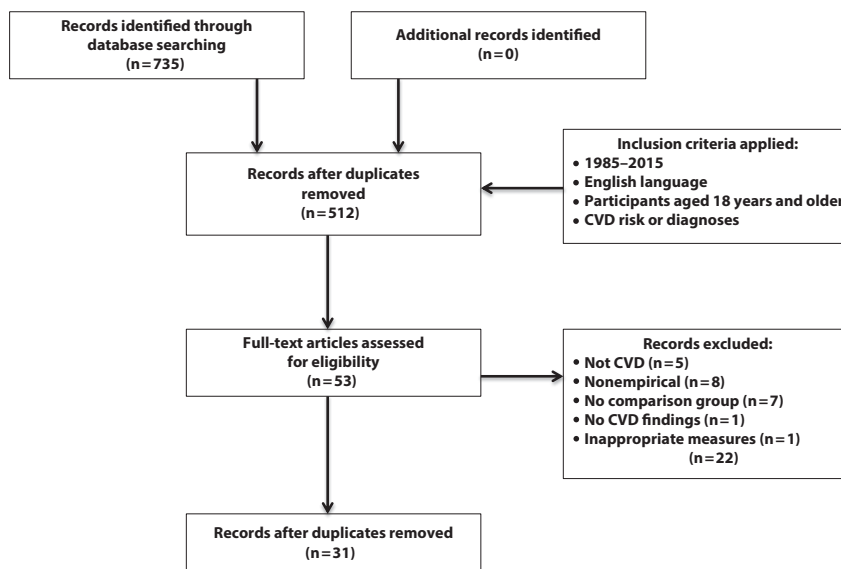 Records identified through
database searching
(n=735)
Additional records identified
(n=0)
Records after duplicates
removed
(n=512)
Inclusion criteria applied:
• 1985–2015
• English language
• Participants aged 18 years and older
• CVD risk or diagnoses
Full-text articles assessed
for eligibility
(n=53)
Records excluded:
• Not CVD (n=5)
• Nonempirical (n=8)
• No comparison group (n=7)
• No CVD findings (n=1)
• Inappropriate measures (n=1)
(n=22)
Records after duplicates removed
(n=31)